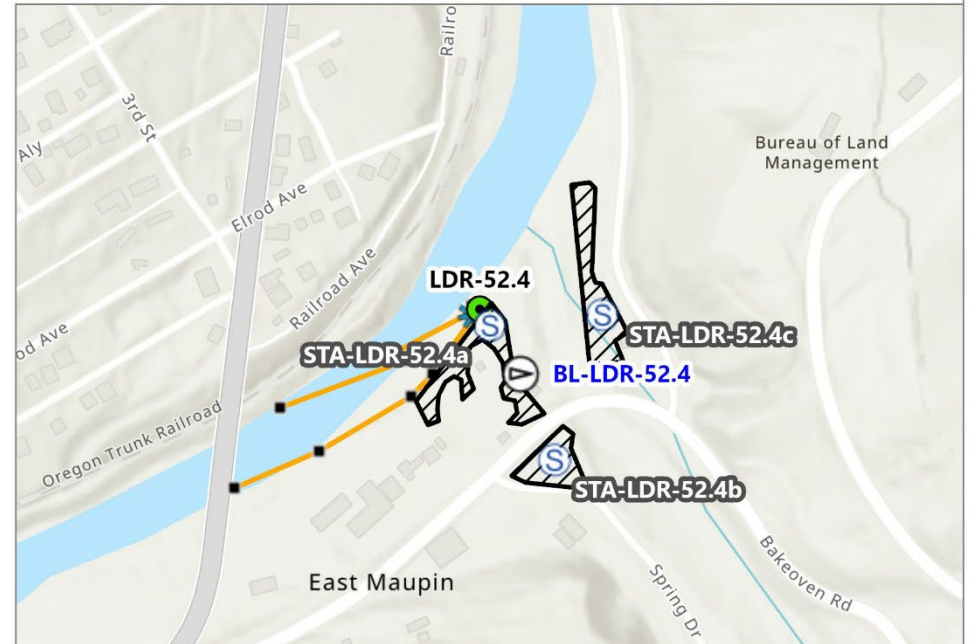 Railro
3rd St
Aly
Bureau of Land
Management
Elrod Ave
Railroad Ave
LDR-52.4
S
S
od Ave
STA-LDR-52.4a
STA-LDR-52.4c
BL-LDR-52.4
Oregon Trunk Railroad
S
STA-LDR-52.4b
East Maupin
Spring Dr
Bakeoven Rd